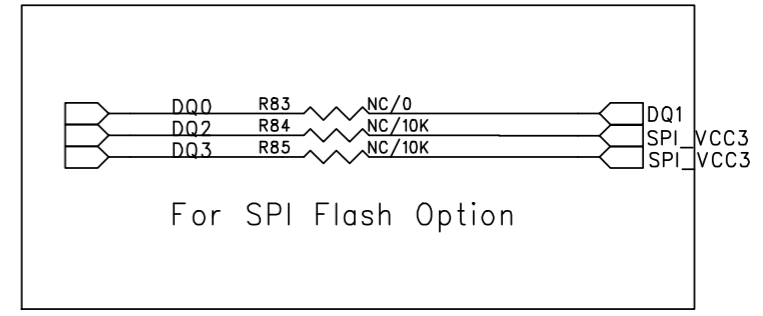 DQ0 R83 NC/0 DQ1
DQ2 R84 NC/10K SPI_VCC3
DQ3 R85 NC/10K SPI_VCC3
For SPI Flash Option